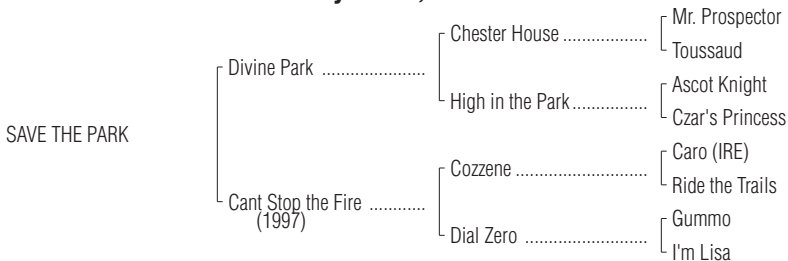 Mr. Prospector
Chester House ..................
Toussaud
Divine Park ......................
Ascot Knight
High in the Park................
Czar's Princess
SAVE THE PARK
Caro (IRE)
Cozzene ............................
Ride the Trails
Cant Stop the Fire ............
(1997)
Gummo
Dial Zero ..........................
I'm Lisa